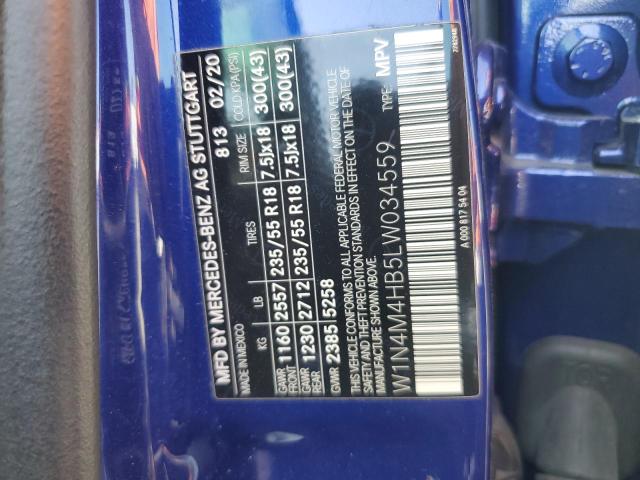 MFD BY MERCEDES-BENZ AG STUTTGART
MADE IN MEXICO 813 02/20
KG LB TIRES RIM SIZE COLD KPA(PSI)
GAWR FRONT 1160 2557 235/55 R18 7.5Jx18 300(43)
GAWR REAR 1230 2712 235/55 R18 7.5Jx18 300(43)
GVWR 2385 5258
THIS VEHICLE CONFORMS TO ALL APPLICABLE FEDERAL MOTOR VEHICLE
SAFETY AND THEFT PREVENTION STANDARDS IN EFFECT ON THE DATE OF
MANUFACTURE SHOWN ABOVE.
W1N4M4HB5LW034559 TYPE: MPV
A 000 817 54 04